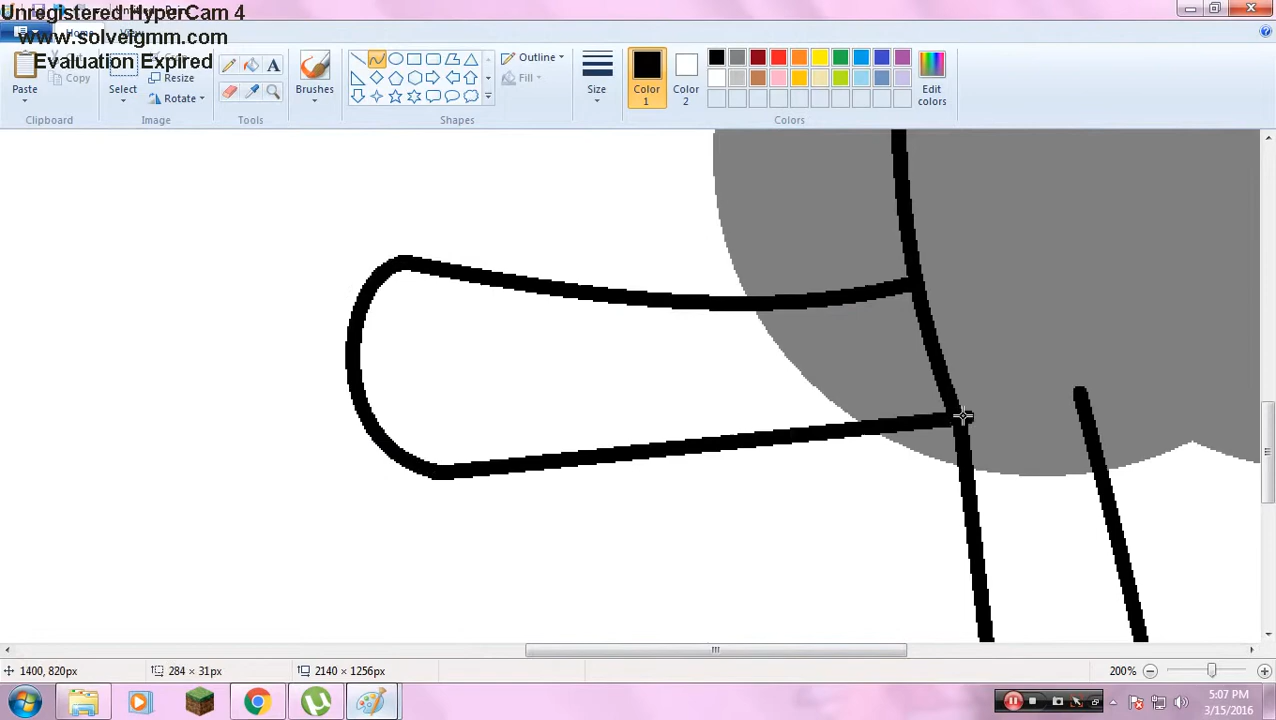 Unregistered HyperCam 4
www.solveigmm.com
Evaluation Expired
Home
Paste
Copy
Select
Resize
Rotate
Brushes
Outline
Fill
Size
Color
1
Color
2
Edit
colors
Clipboard
Image
Tools
Shapes
Colors
1400, 820px
284 × 31px
2140 × 1256px
200%
5:07 PM
3/15/2016